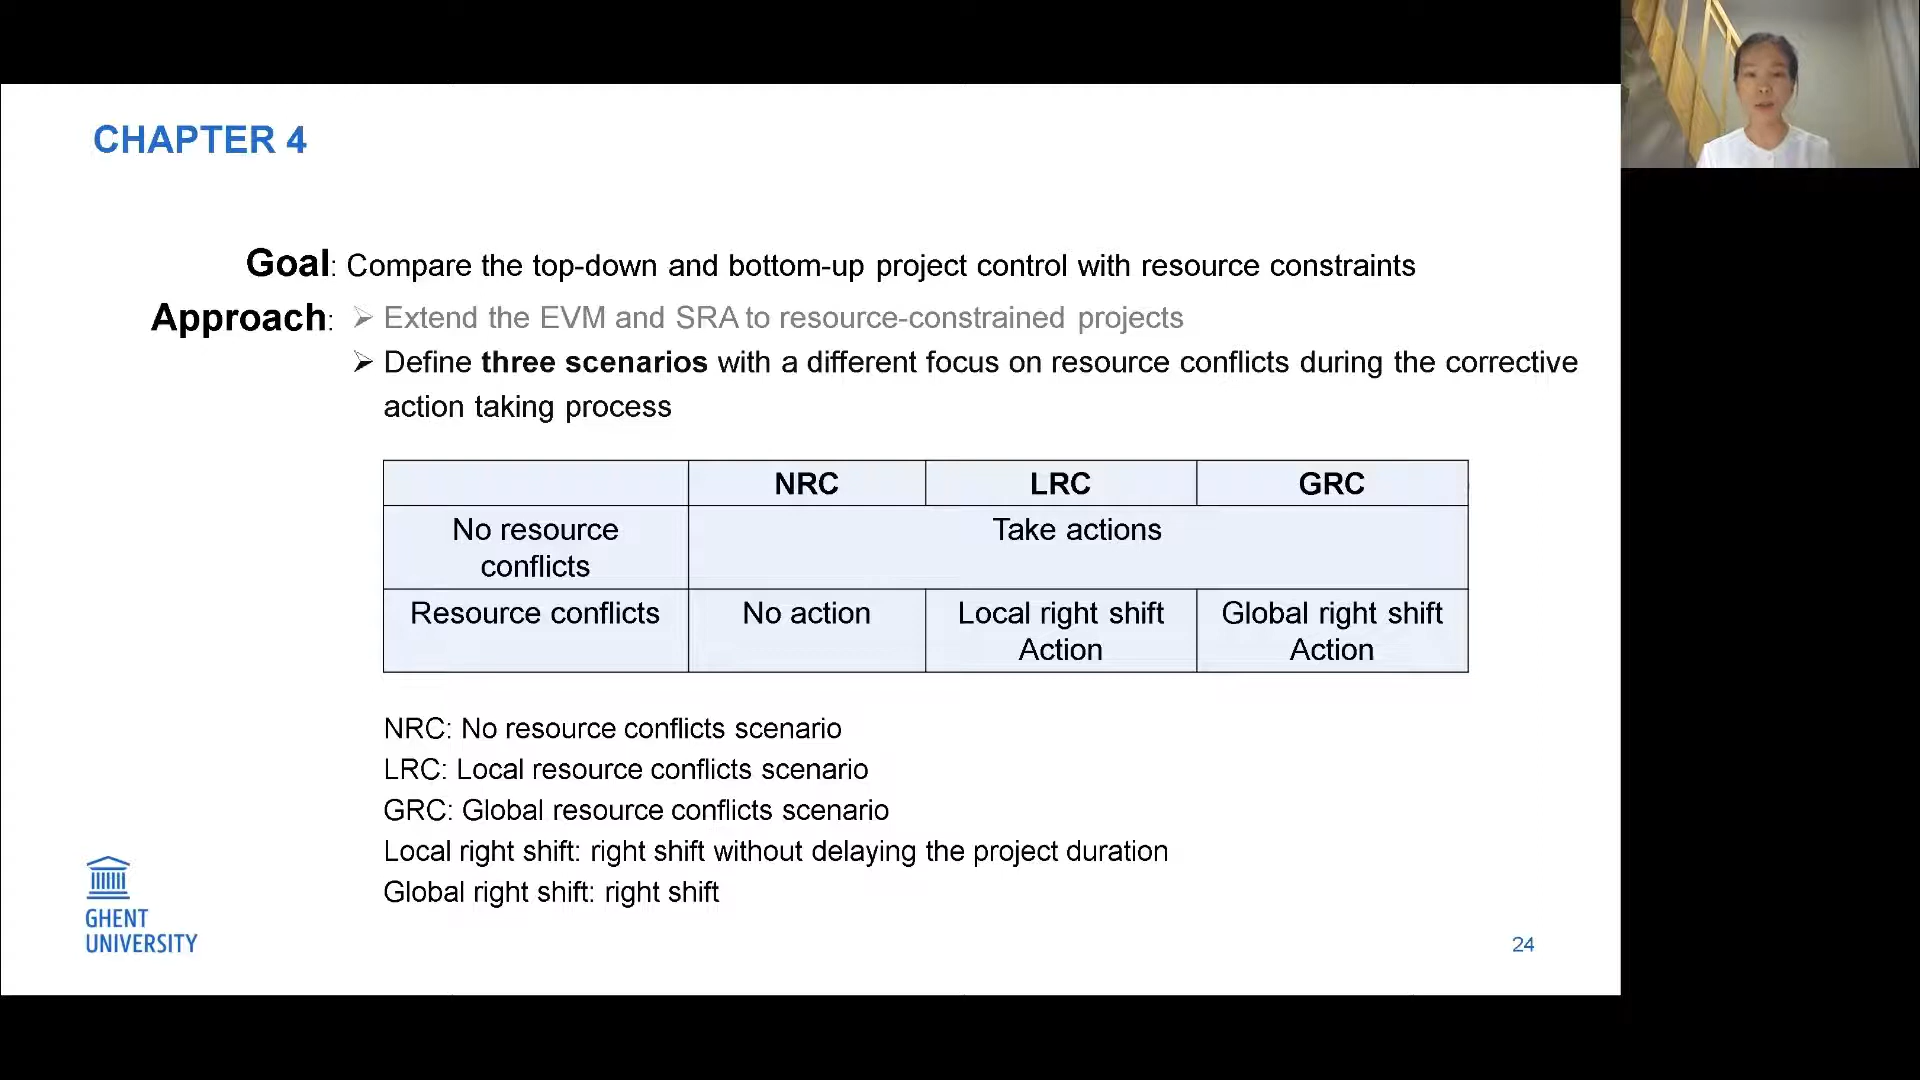 CHAPTER 4
Goal: Compare the top-down and bottom-up project control with resource constraints
Approach: ➢ Extend the EVM and SRA to resource-constrained projects
➢ Define three scenarios with a different focus on resource conflicts during the corrective
action taking process
NRC LRC GRC
No resource conflicts Take actions
Resource conflicts No action Local right shift Action Global right shift Action
NRC: No resource conflicts scenario
LRC: Local resource conflicts scenario
GRC: Global resource conflicts scenario
Local right shift: right shift without delaying the project duration
Global right shift: right shift
GHENT
UNIVERSITY
24